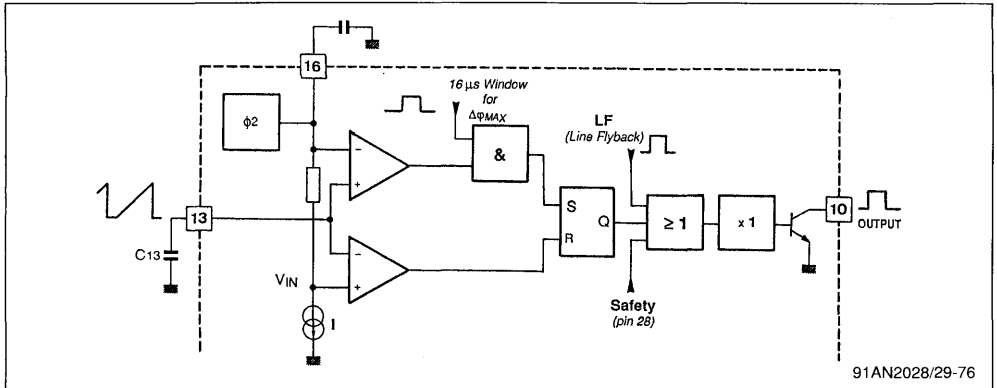 16
16 µs Window
for
ΔφMAX
LF
(Line Flyback)
ϕ2
−
+
&
S
Q
R
≥ 1
x 1
10
OUTPUT
13
C13
−
+
VIN
I
Safety
(pin 28)
91AN2028/29-76